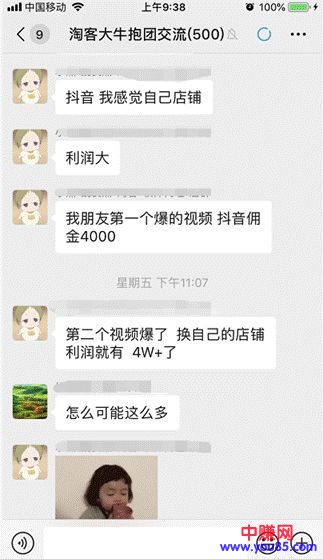 中国移动
上午9:38
100%
9
淘客大牛抱团交流(500)
抖音 我感觉自己店铺
利润大
我朋友第一个爆的视频 抖音佣
金4000
星期五 下午11:07
第二个视频爆了 换自己的店铺
利润就有 4W+了
怎么可能这么多
中赚网
www.you85.com